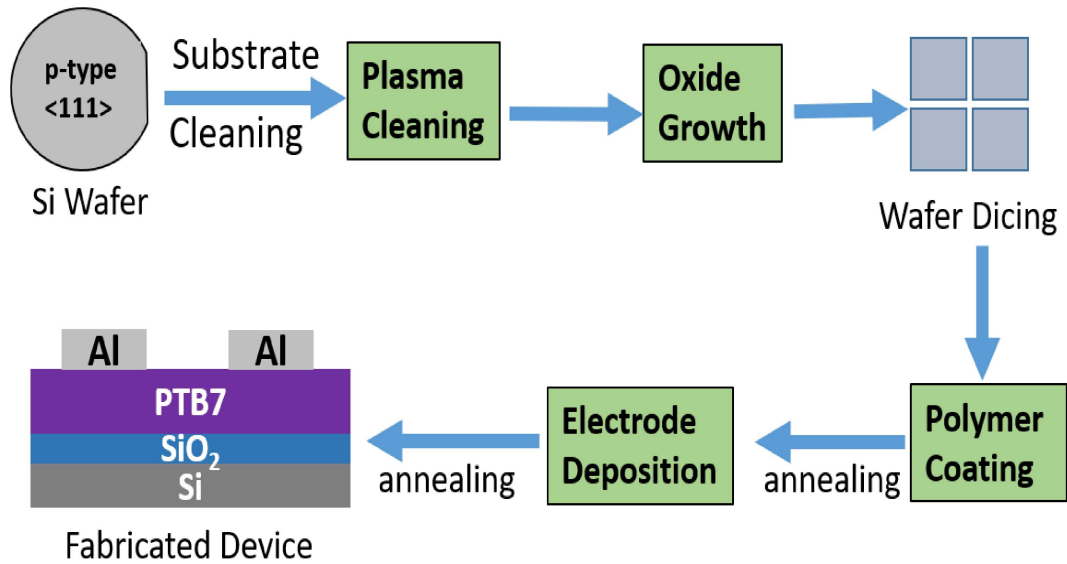 p-type
<111>
Si Wafer
Substrate
Cleaning
Plasma
Cleaning
Oxide
Growth
Wafer Dicing
Polymer
Coating
annealing
Electrode
Deposition
annealing
Al Al
PTB7
SiO₂
Si
Fabricated Device